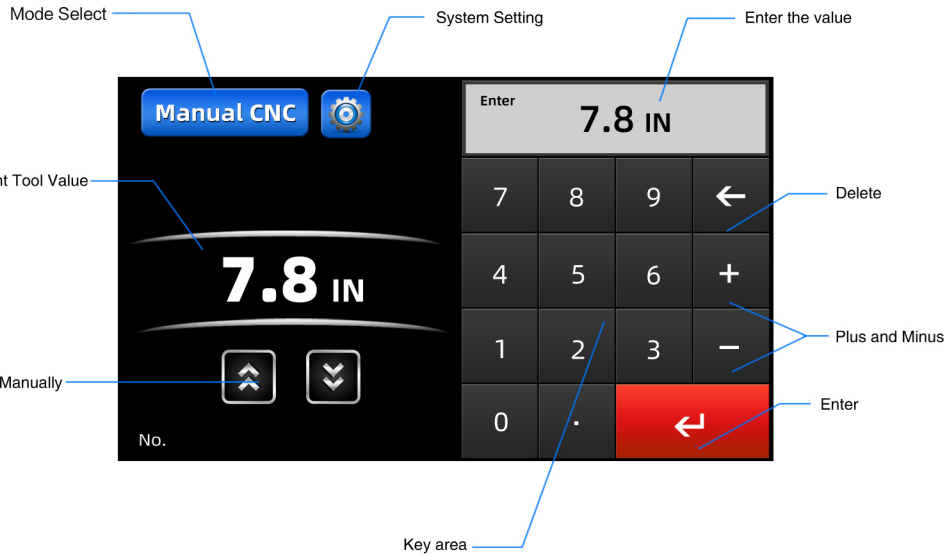 Mode Select
System Setting
Enter the value
Manual CNC
Enter
7.8 IN
7 8 9 ←
Tool Value
Delete
4 5 6 +
7.8 IN
1 2 3 −
Plus and Minus
Manually
Enter
0 .
No.
Key area